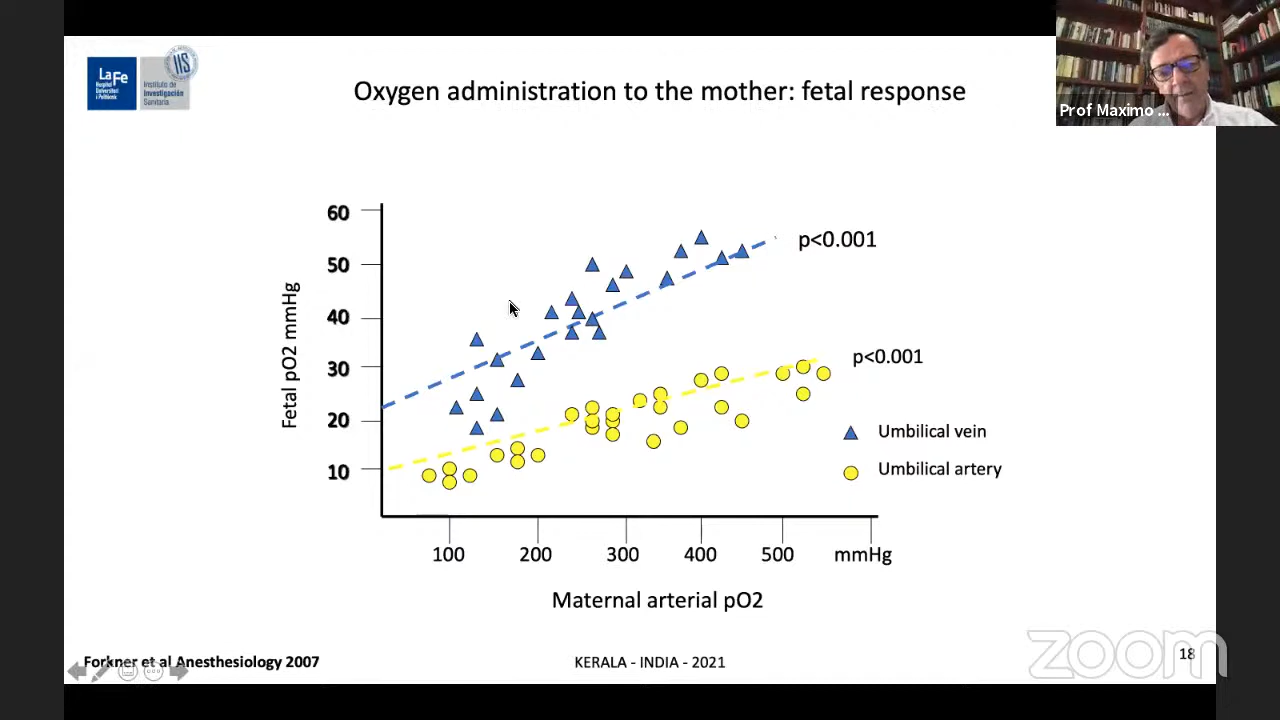 LaFe
Hospital
Universitari
i Politècnic
IIS
Instituto de
Investigación
Sanitaria
Oxygen administration to the mother: fetal response
Prof Maximo ...
60
50
40
30
20
10
Fetal pO2 mmHg
p<0.001
p<0.001
Umbilical vein
Umbilical artery
100 200 300 400 500 mmHg
Maternal arterial pO2
Forkner et al Anesthesiology 2007
KERALA - INDIA - 2021
18
zoom